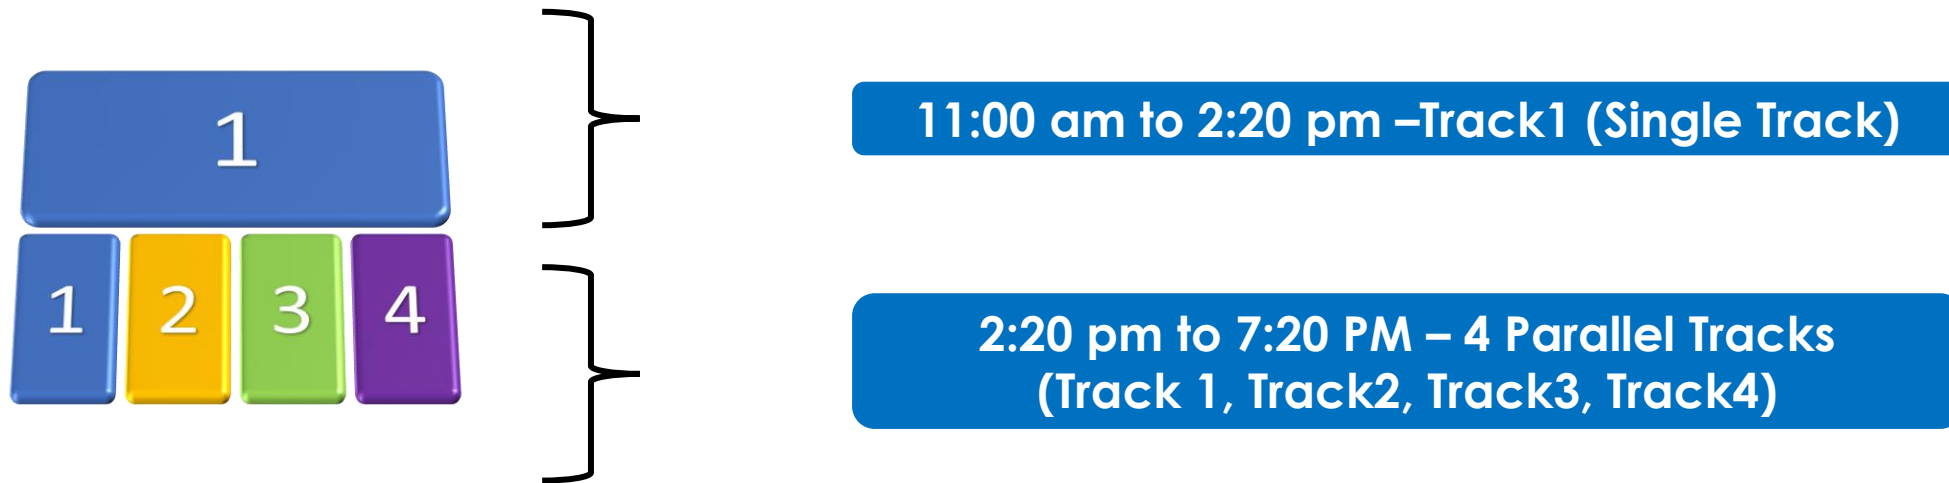 1
11:00 am to 2:20 pm –Track1 (Single Track)
1 2 3 4
2:20 pm to 7:20 PM – 4 Parallel Tracks
(Track 1, Track2, Track3, Track4)